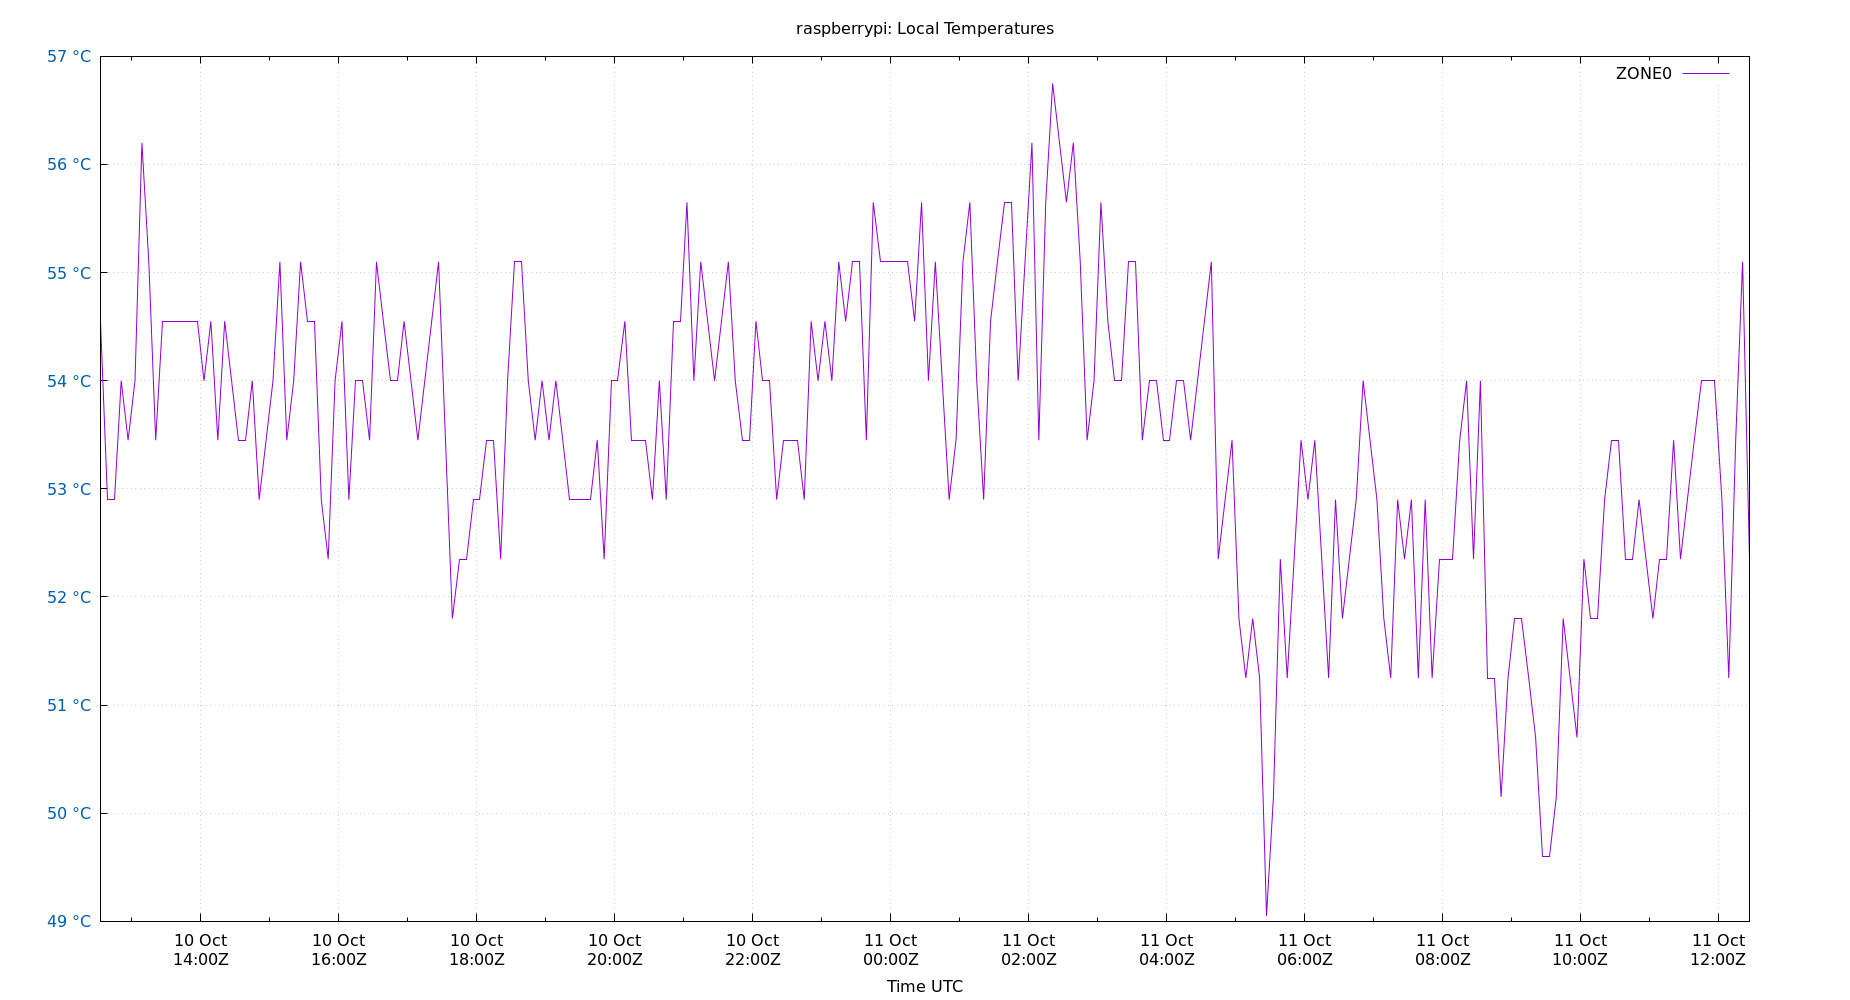 raspberrypi: Local Temperatures
ZONE0
57 °C
56 °C
55 °C
54 °C
53 °C
52 °C
51 °C
50 °C
49 °C
10 Oct
14:00Z
10 Oct
16:00Z
10 Oct
18:00Z
10 Oct
20:00Z
10 Oct
22:00Z
11 Oct
00:00Z
11 Oct
02:00Z
11 Oct
04:00Z
11 Oct
06:00Z
11 Oct
08:00Z
11 Oct
10:00Z
11 Oct
12:00Z
Time UTC